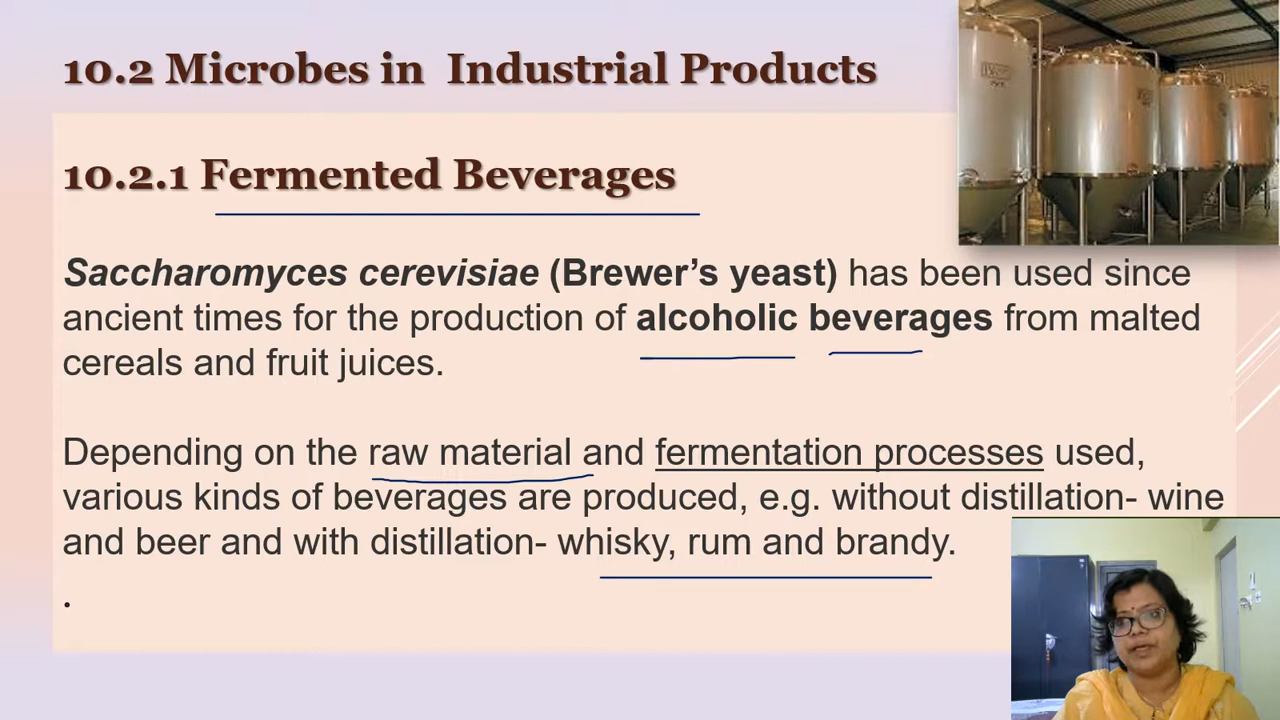 10.2 Microbes in Industrial Products
10.2.1 Fermented Beverages
Saccharomyces cerevisiae (Brewer’s yeast) has been used since
ancient times for the production of alcoholic beverages from malted
cereals and fruit juices.
Depending on the raw material and fermentation processes used,
various kinds of beverages are produced, e.g. without distillation- wine
and beer and with distillation- whisky, rum and brandy.
.